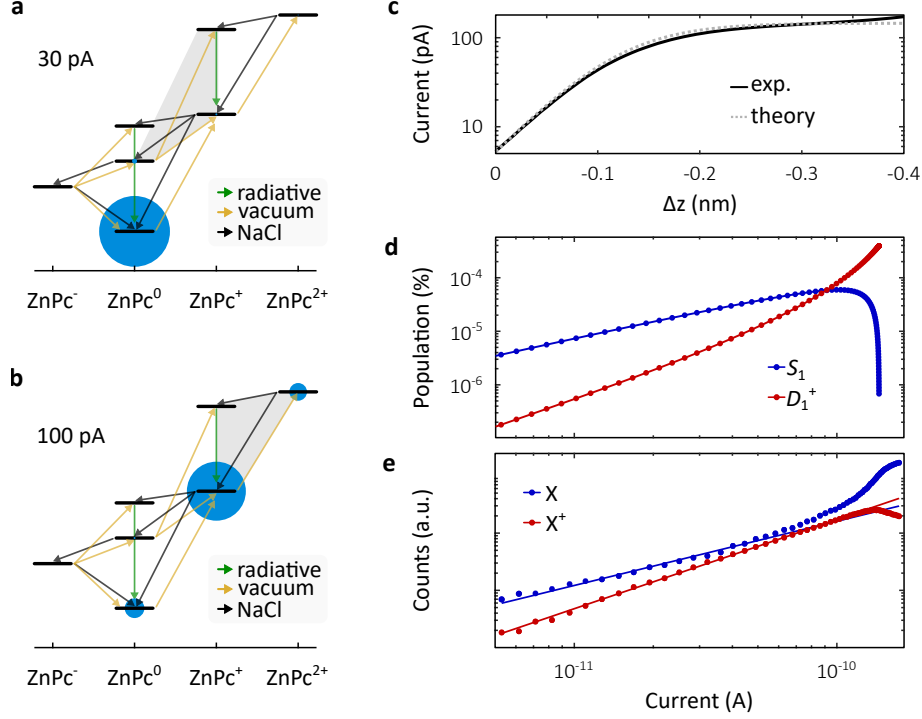 a
30 pA
radiative
vacuum
NaCl
ZnPc⁻ ZnPc⁰ ZnPc⁺ ZnPc²⁺
b
100 pA
radiative
vacuum
NaCl
ZnPc⁻ ZnPc⁰ ZnPc⁺ ZnPc²⁺
c
Current (pA)
100
10
exp.
theory
0 -0.1 -0.2 -0.3 -0.4
Δz (nm)
d
Population (%)
10⁻⁴
10⁻⁵
10⁻⁶
S₁
D₁⁺
e
Counts (a.u.)
X
X⁺
10⁻¹¹ 10⁻¹⁰
Current (A)